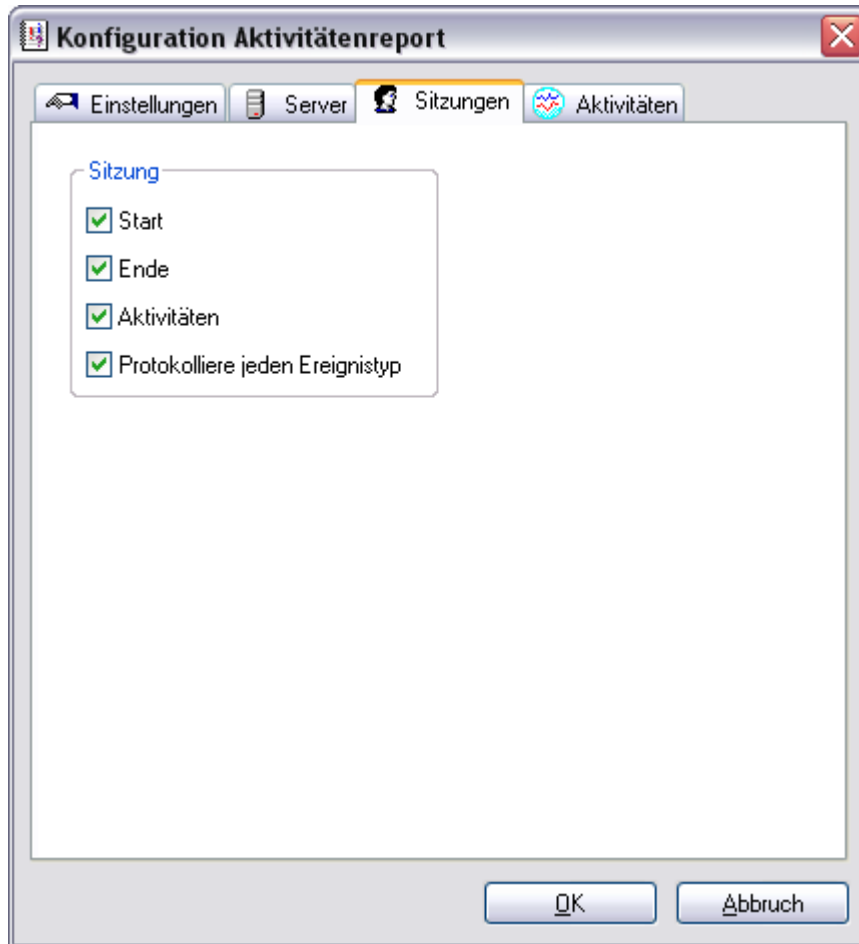 Konfiguration Aktivitätenreport
Einstellungen Server Sitzungen Aktivitäten
Sitzung
Start
Ende
Aktivitäten
Protokolliere jeden Ereignistyp
OK Abbruch